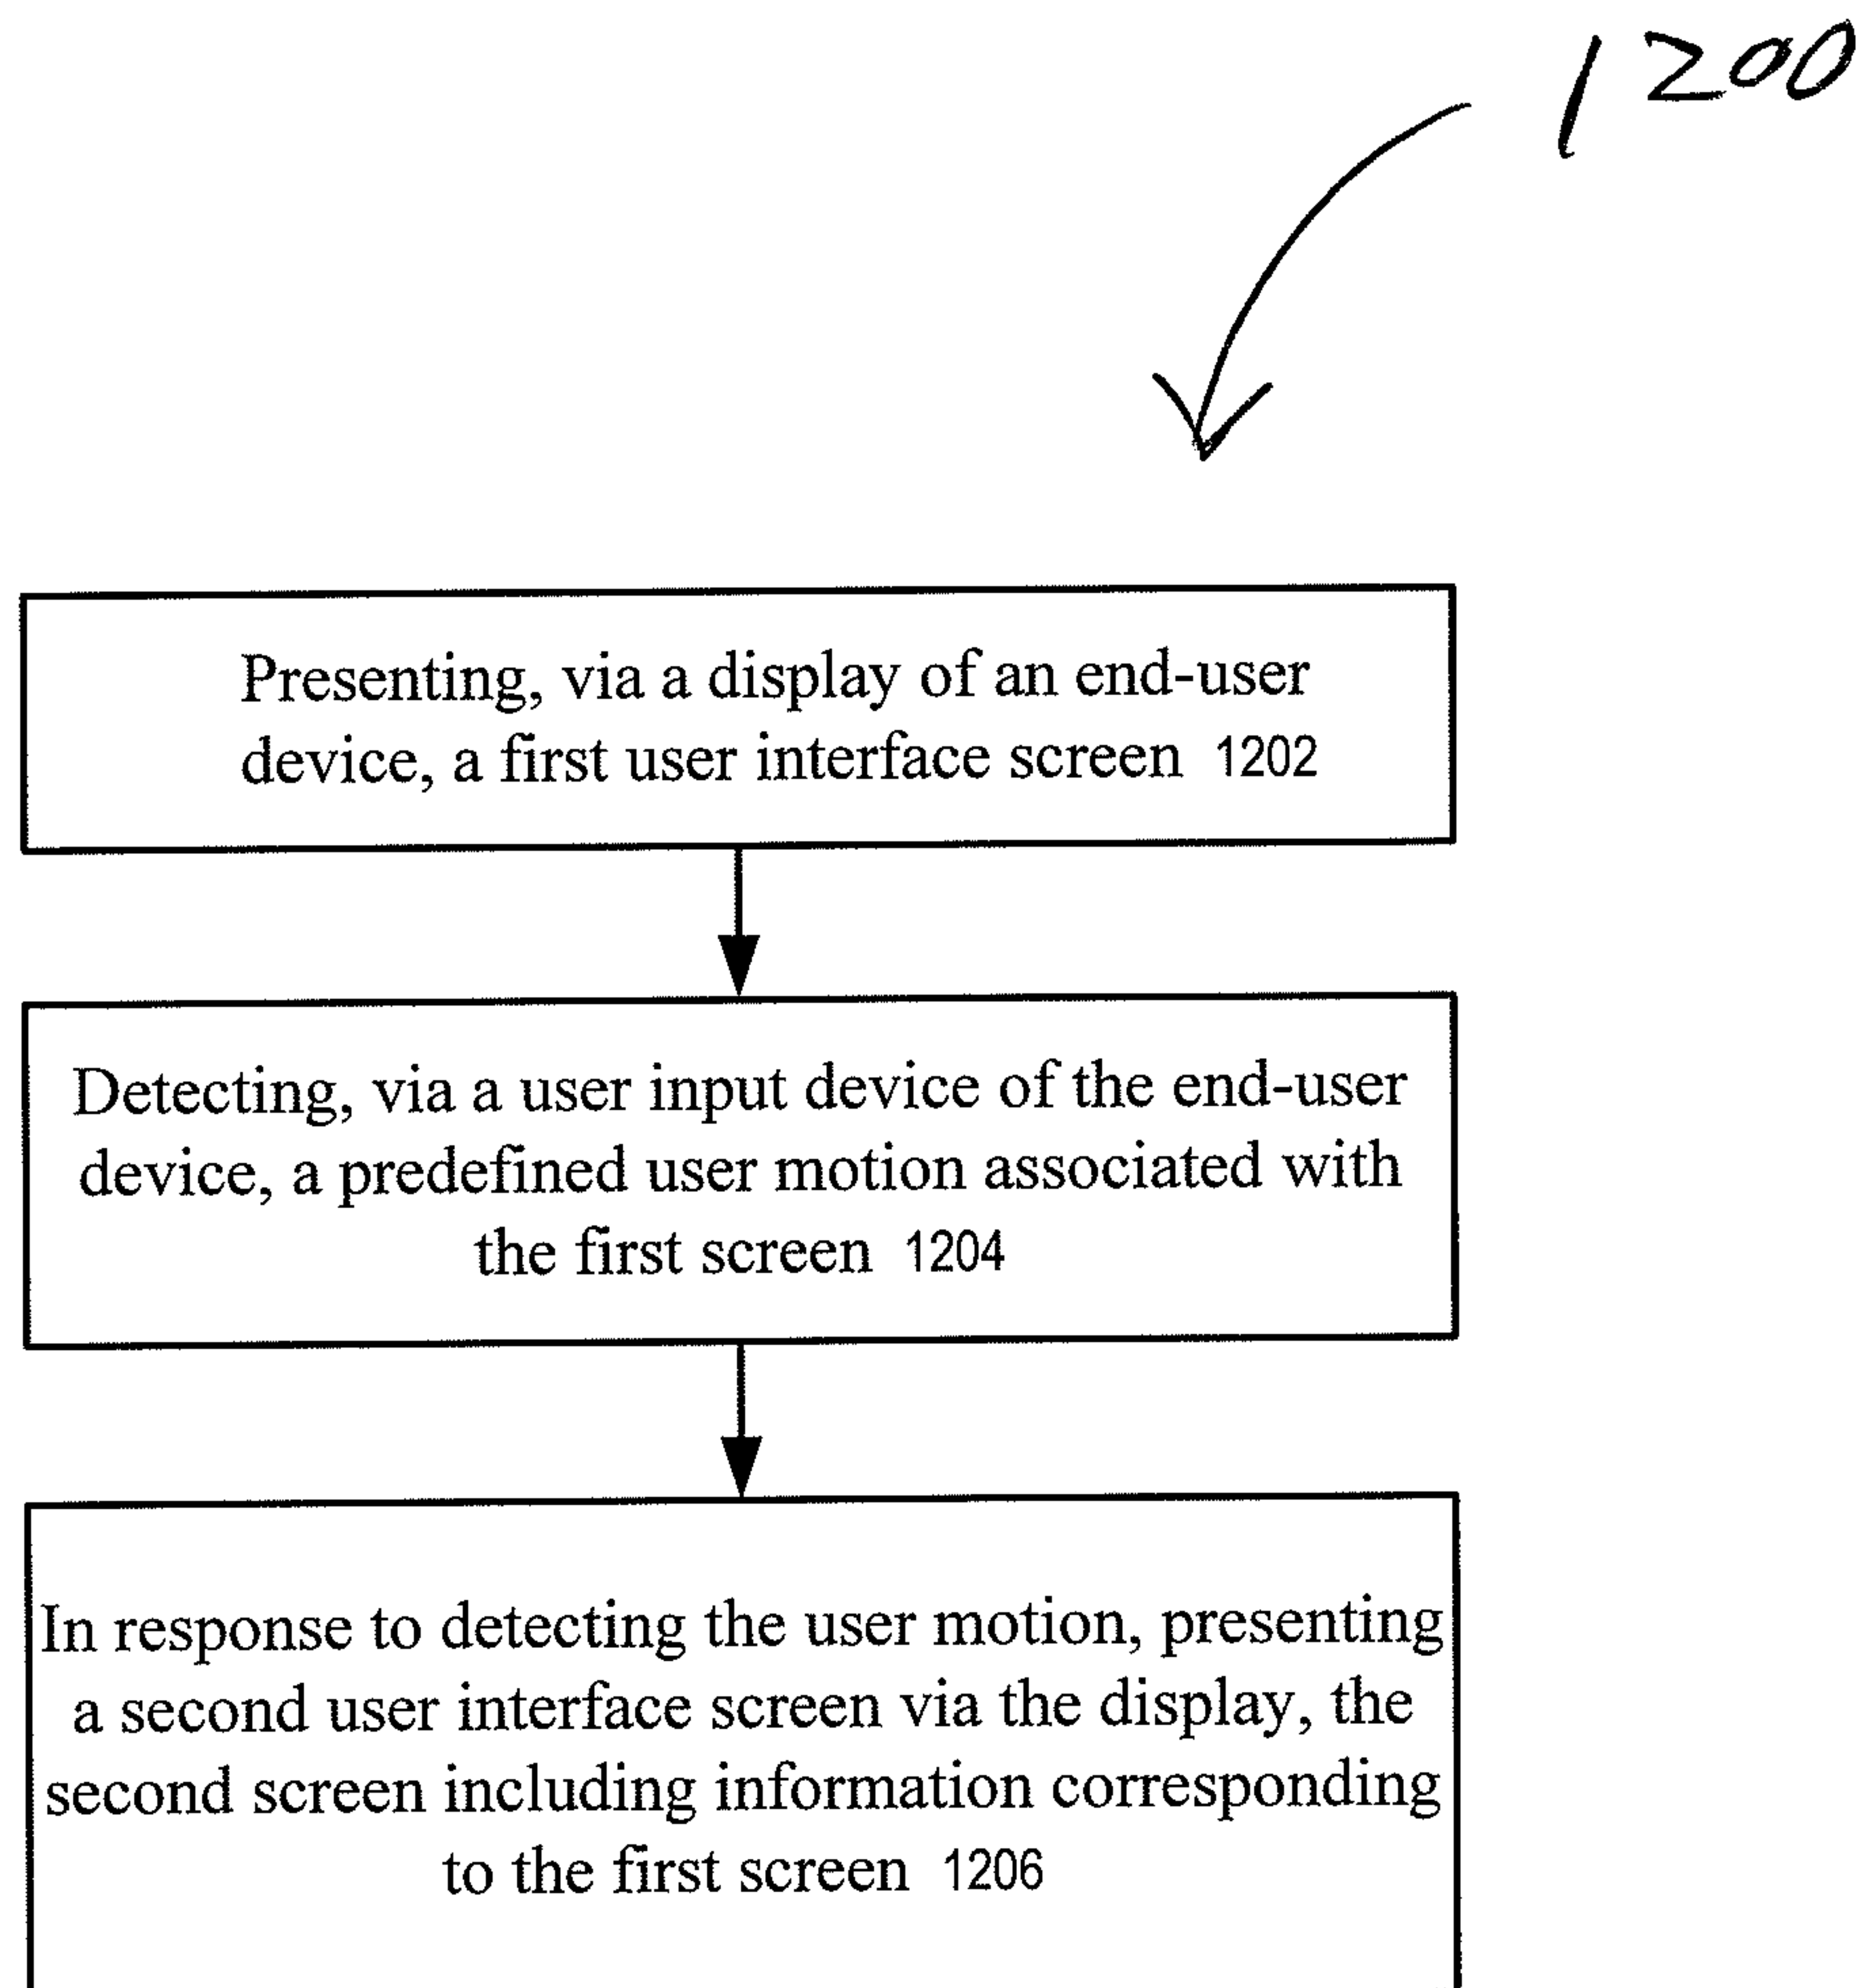 1200
Presenting, via a display of an end-user
device, a first user interface screen 1202
Detecting, via a user input device of the end-user
device, a predefined user motion associated with
the first screen 1204
In response to detecting the user motion, presenting
a second user interface screen via the display, the
second screen including information corresponding
to the first screen 1206